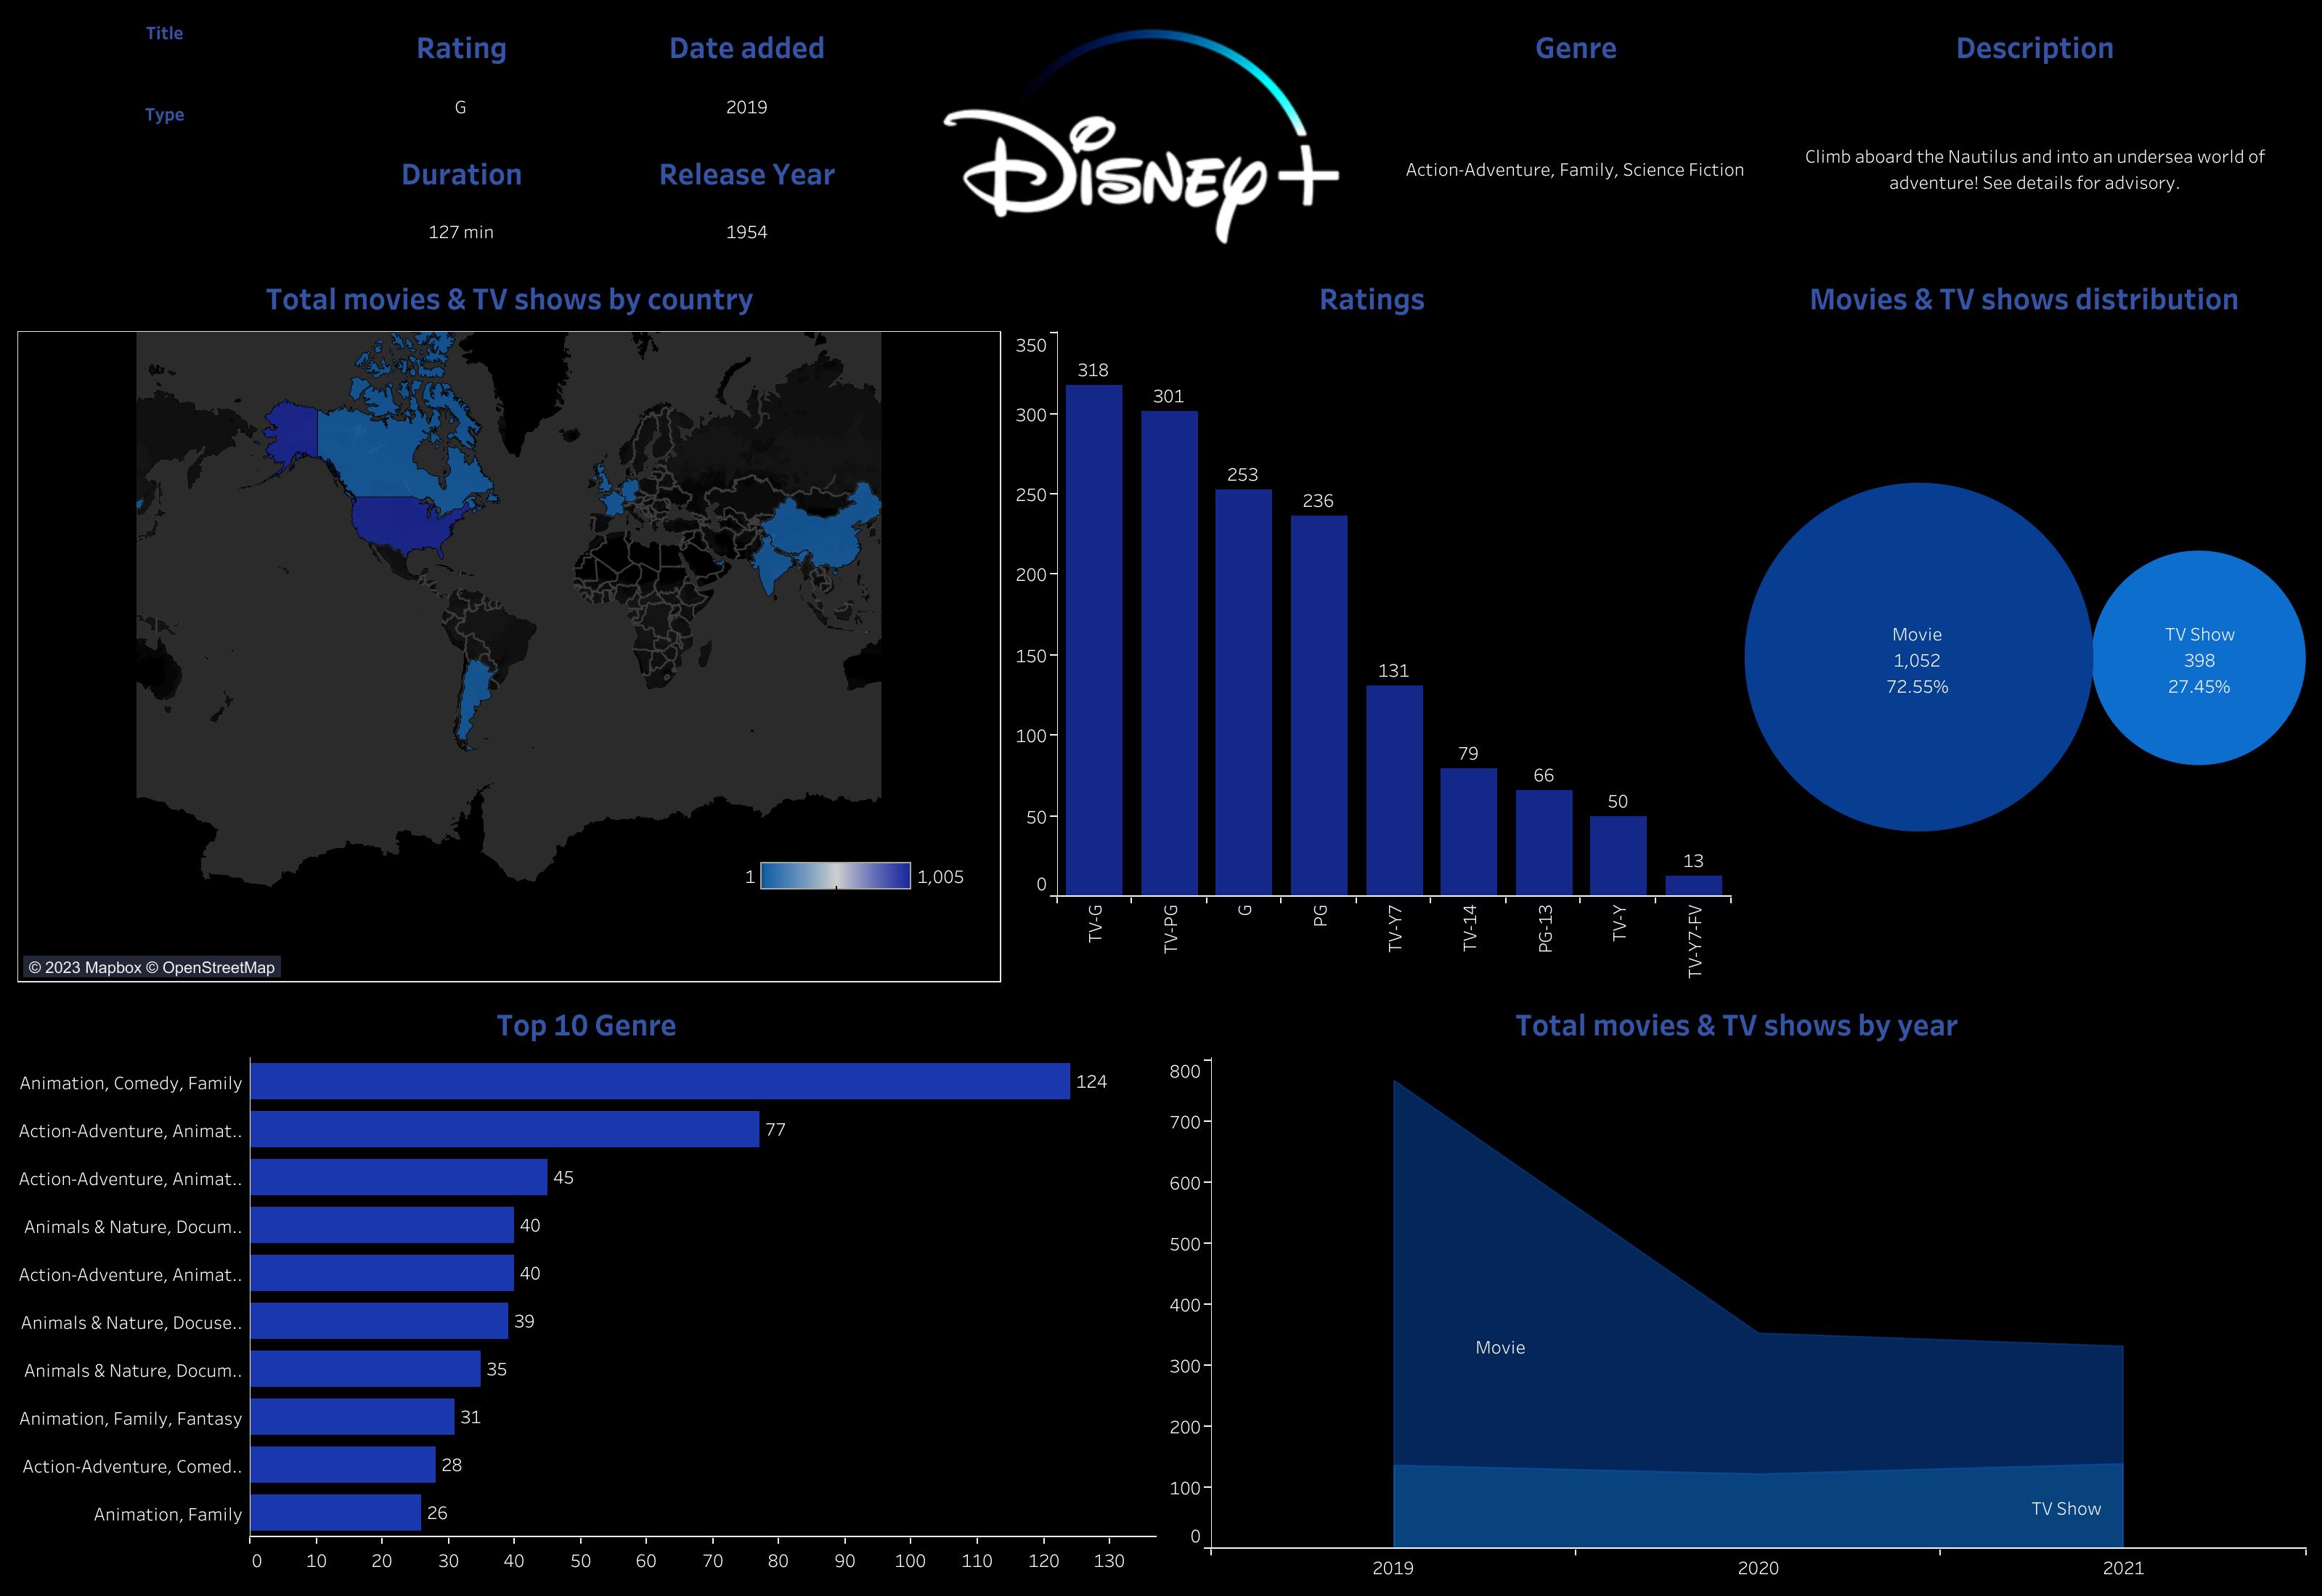 Title
Type
Rating
G
Duration
127 min
Date added
2019
Release Year
1954
Disney+
Genre
Action-Adventure, Family, Science Fiction
Description
Climb aboard the Nautilus and into an undersea world of
adventure! See details for advisory.
Total movies & TV shows by country
1
1,005
© 2023 Mapbox © OpenStreetMap
Ratings
350
300
250
200
150
100
50
0
318
301
253
236
131
79
66
50
13
TV-G
TV-PG
G
PG
TV-Y7
TV-14
PG-13
TV-Y
TV-Y7-FV
Movies & TV shows distribution
Movie
1,052
72.55%
TV Show
398
27.45%
Top 10 Genre
Animation, Comedy, Family
124
Action-Adventure, Animat..
77
Action-Adventure, Animat..
45
Animals & Nature, Docum..
40
Action-Adventure, Animat..
40
Animals & Nature, Docuse..
39
Animals & Nature, Docum..
35
Animation, Family, Fantasy
31
Action-Adventure, Comed..
28
Animation, Family
26
0 10 20 30 40 50 60 70 80 90 100 110 120 130
Total movies & TV shows by year
800
700
600
500
400
300
200
100
0
Movie
TV Show
2019 2020 2021